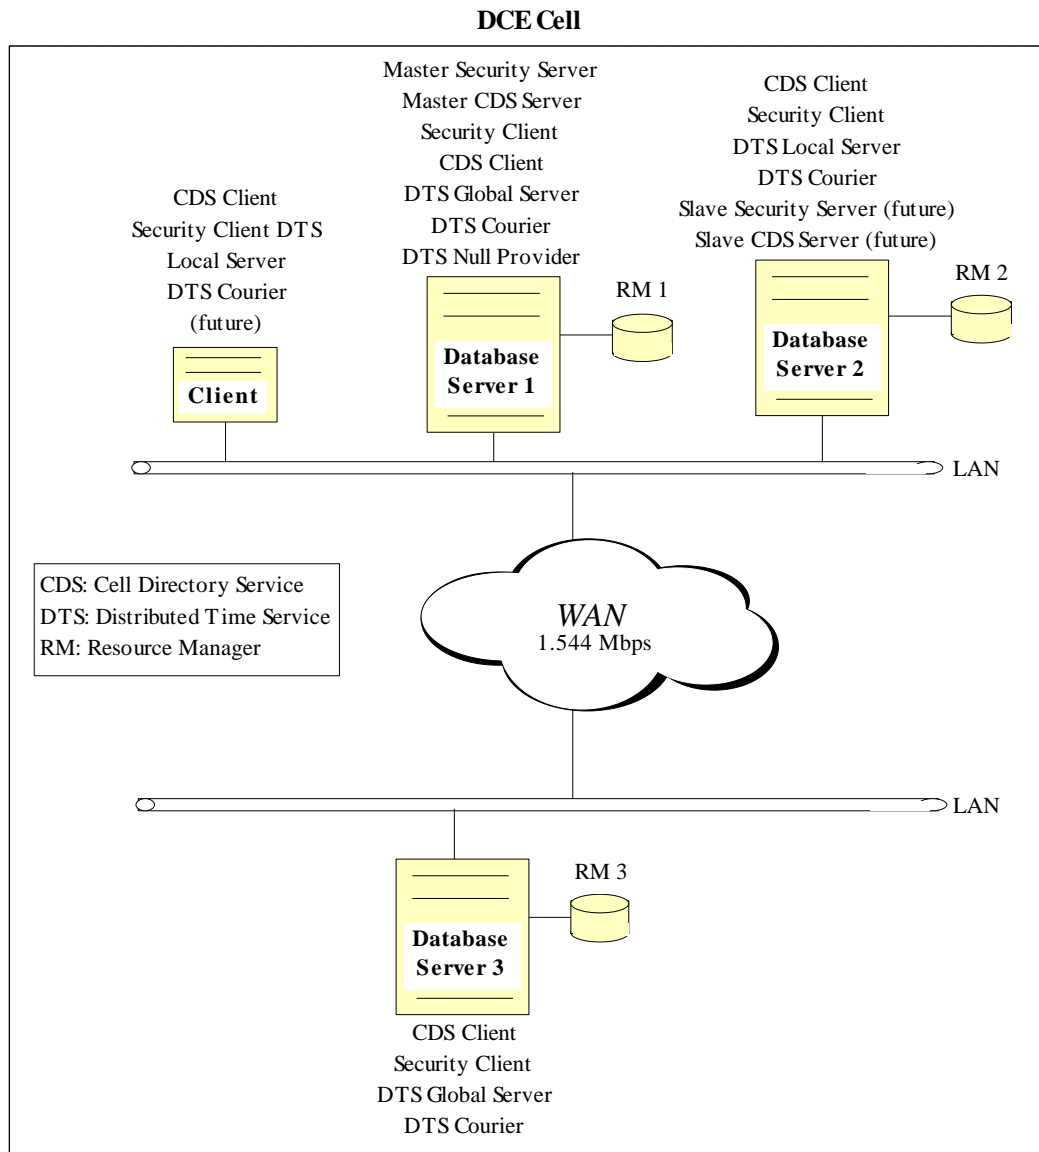 DCE Cell
Master Security Server
Master CDS Server
Security Client
CDS Client
DTS Global Server
DTS Courier
DTS Null Provider
CDS Client
Security Client
DTS Local Server
DTS Courier
Slave Security Server (future)
Slave CDS Server (future)
CDS Client
Security Client DTS
Local Server
DTS Courier
(future)
RM 1
RM 2
Client
Database
Server 1
Database
Server 2
LAN
CDS: Cell Directory Service
DTS: Distributed Time Service
RM: Resource Manager
WAN
1.544 Mbps
LAN
RM 3
Database
Server 3
CDS Client
Security Client
DTS Global Server
DTS Courier